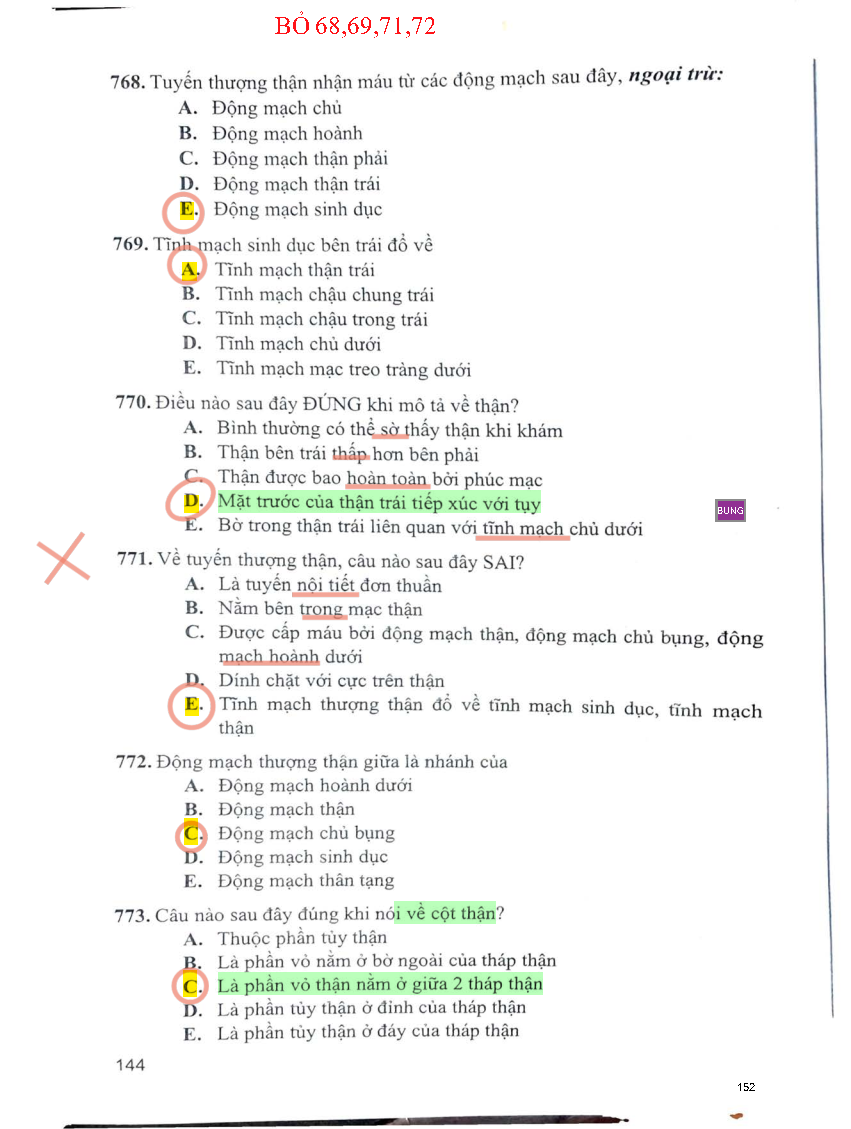 BỎ 68,69,71,72
768. Tuyến thượng thận nhận máu từ các động mạch sau đây, ngoại trừ:
A. Động mạch chủ
B. Động mạch hoành
C. Động mạch thận phải
D. Động mạch thận trái
E. Động mạch sinh dục
769. Tĩnh mạch sinh dục bên trái đổ về
A. Tĩnh mạch thận trái
B. Tĩnh mạch chậu chung trái
C. Tĩnh mạch chậu trong trái
D. Tĩnh mạch chủ dưới
E. Tĩnh mạch mạc treo tràng dưới
770. Điều nào sau đây ĐÚNG khi mô tả về thận?
A. Bình thường có thể sờ thấy thận khi khám
B. Thận bên trái thấp hơn bên phải
C. Thận được bao hoàn toàn bởi phúc mạc
D. Mặt trước của thận trái tiếp xúc với tụy
BUNG
E. Bờ trong thận trái liên quan với tĩnh mạch chủ dưới
771. Về tuyến thượng thận, câu nào sau đây SAI?
A. Là tuyến nội tiết đơn thuần
B. Nằm bên trong mạc thận
C. Được cấp máu bởi động mạch thận, động mạch chủ bụng, động
mạch hoành dưới
D. Dính chặt với cực trên thận
E. Tĩnh mạch thượng thận đổ về tĩnh mạch sinh dục, tĩnh mạch
thận
772. Động mạch thượng thận giữa là nhánh của
A. Động mạch hoành dưới
B. Động mạch thận
C. Động mạch chủ bụng
D. Động mạch sinh dục
E. Động mạch thân tạng
773. Câu nào sau đây đúng khi nói về cột thận?
A. Thuộc phần tủy thận
B. Là phần vỏ nằm ở bờ ngoài của tháp thận
C. Là phần vỏ thận nằm ở giữa 2 tháp thận
D. Là phần tủy thận ở đỉnh của tháp thận
E. Là phần tủy thận ở đáy của tháp thận
144
152